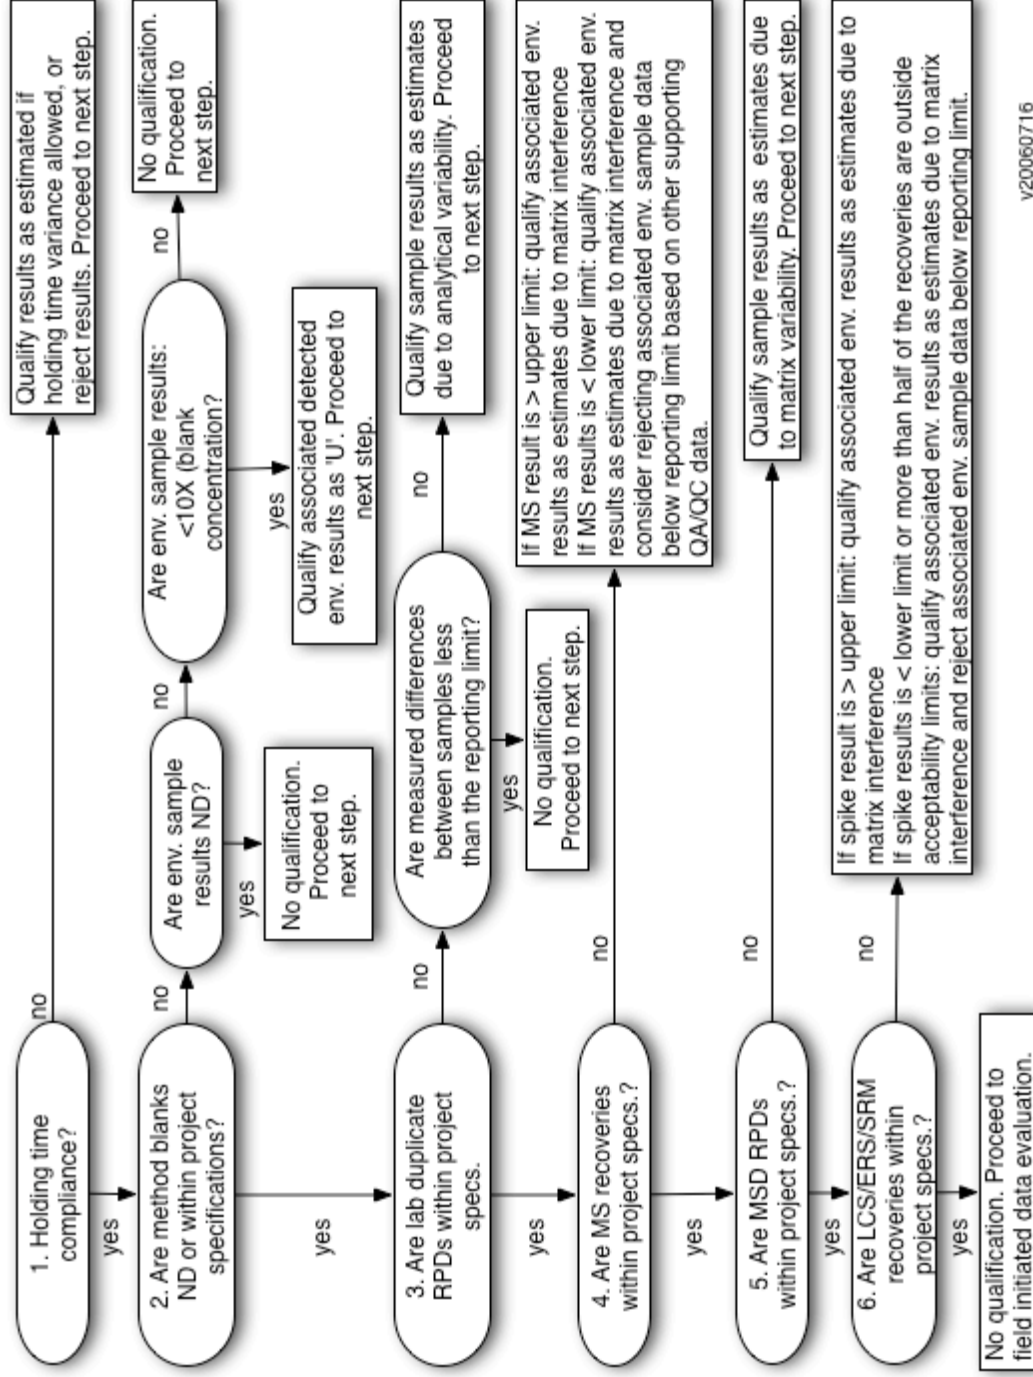 1. Holding time
compliance?
no
Qualify results as estimated if
holding time variance allowed, or
reject results. Proceed to next step.
yes
2. Are method blanks
ND or within project
specifications?
no
Are env. sample
results ND?
yes
No qualification.
Proceed to
next step.
no
Are env. sample results:
<10X (blank
concentration?
no
No qualification.
Proceed to
next step.
yes
Qualify associated detected
env. results as 'U'. Proceed to
next step.
yes
3. Are lab duplicate
RPDs within project
specs.
no
Are measured differences
between samples less
than the reporting limit?
yes
No qualification.
Proceed to next step.
no
Qualify sample results as estimates
due to analytical variability. Proceed
to next step.
yes
4. Are MS recoveries
within project specs.?
no
If MS result is > upper limit: qualify associated env.
results as estimates due to matrix interference
If MS results is < lower limit: qualify associated env.
results as estimates due to matrix interference and
consider rejecting associated env. sample data
below reporting limit based on other supporting
QA/QC data.
yes
5. Are MSD RPDs
within project specs.?
no
Qualify sample results as estimates due
to matrix variability. Proceed to next step.
yes
6. Are LCS/ERS/SRM
recoveries within
project specs.?
no
If spike result is > upper limit: qualify associated env. results as estimates due to
matrix interference
If spike results is < lower limit or more than half of the recoveries are outside
acceptability limits: qualify associated env. results as estimates due to matrix
interference and reject associated env. sample data below reporting limit.
yes
No qualification. Proceed to
field initiated data evaluation.
v20060716